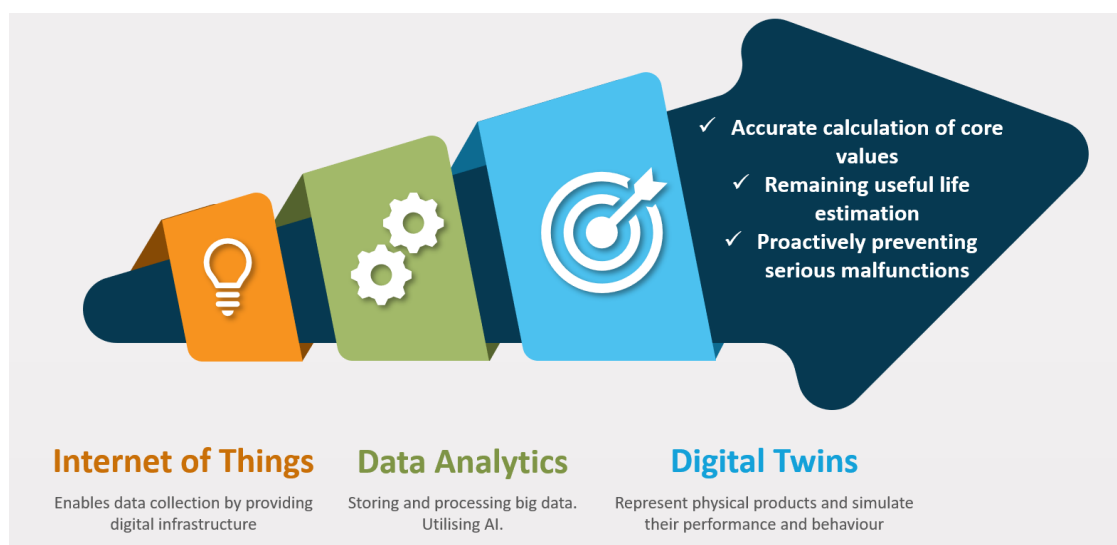 ✓ Accurate calculation of core
values
✓ Remaining useful life
estimation
✓ Proactively preventing
serious malfunctions
Internet of Things
Enables data collection by providing
digital infrastructure
Data Analytics
Storing and processing big data.
Utilising AI.
Digital Twins
Represent physical products and simulate
their performance and behaviour